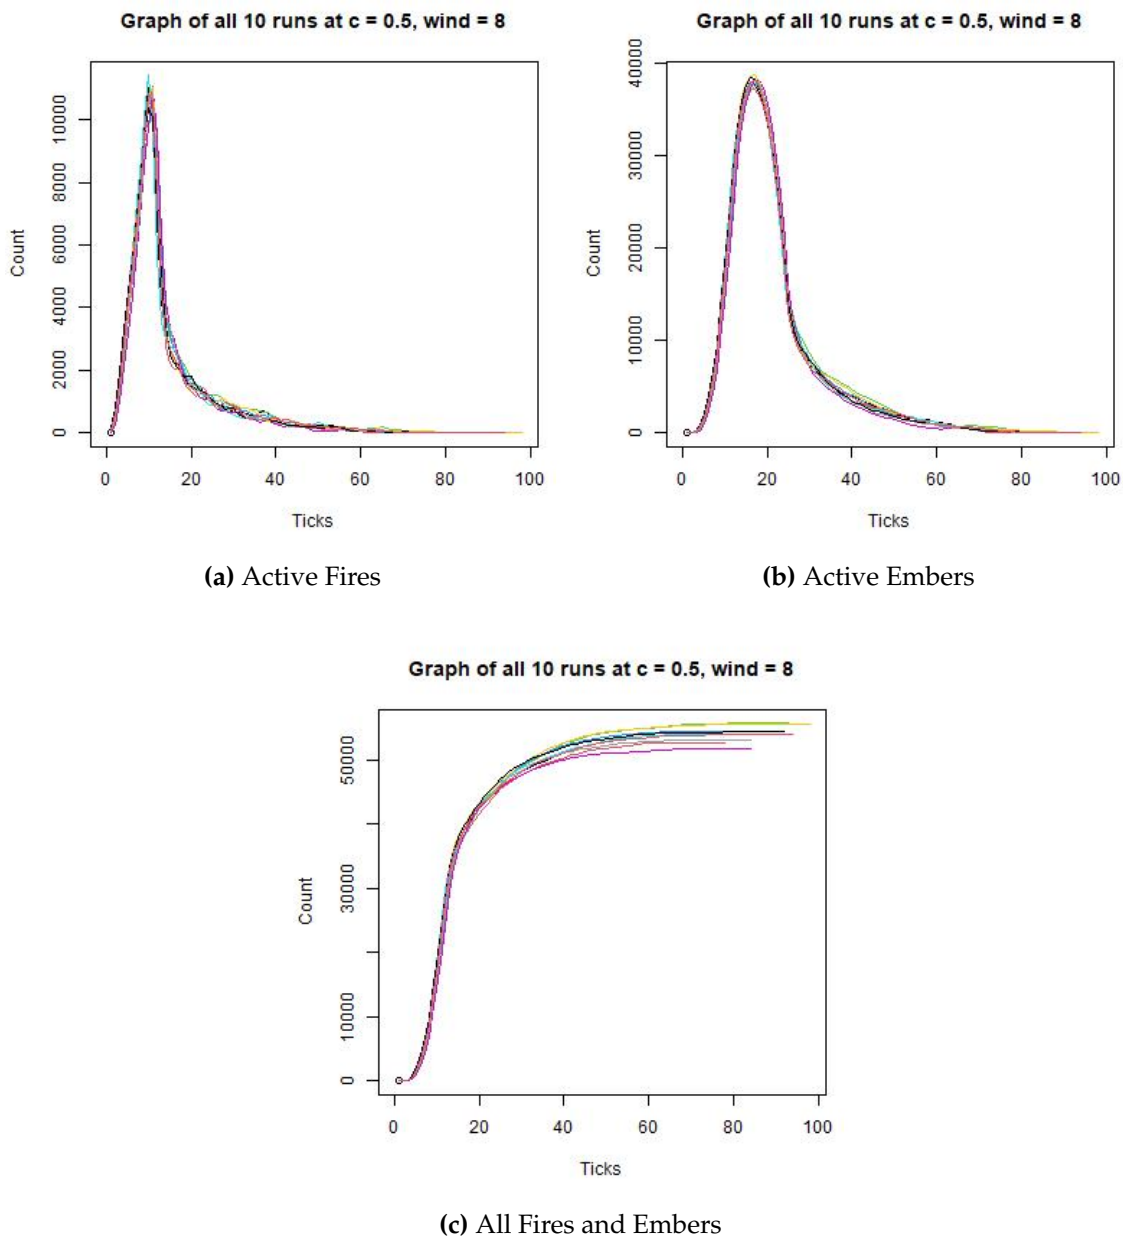 Graph of all 10 runs at c = 0.5, wind = 8
Count
0 2000 4000 6000 8000 10000
0 20 40 60 80 100
Ticks
(a) Active Fires
Graph of all 10 runs at c = 0.5, wind = 8
Count
0 10000 20000 30000 40000
0 20 40 60 80 100
Ticks
(b) Active Embers
Graph of all 10 runs at c = 0.5, wind = 8
Count
0 10000 30000 50000
0 20 40 60 80 100
Ticks
(c) All Fires and Embers